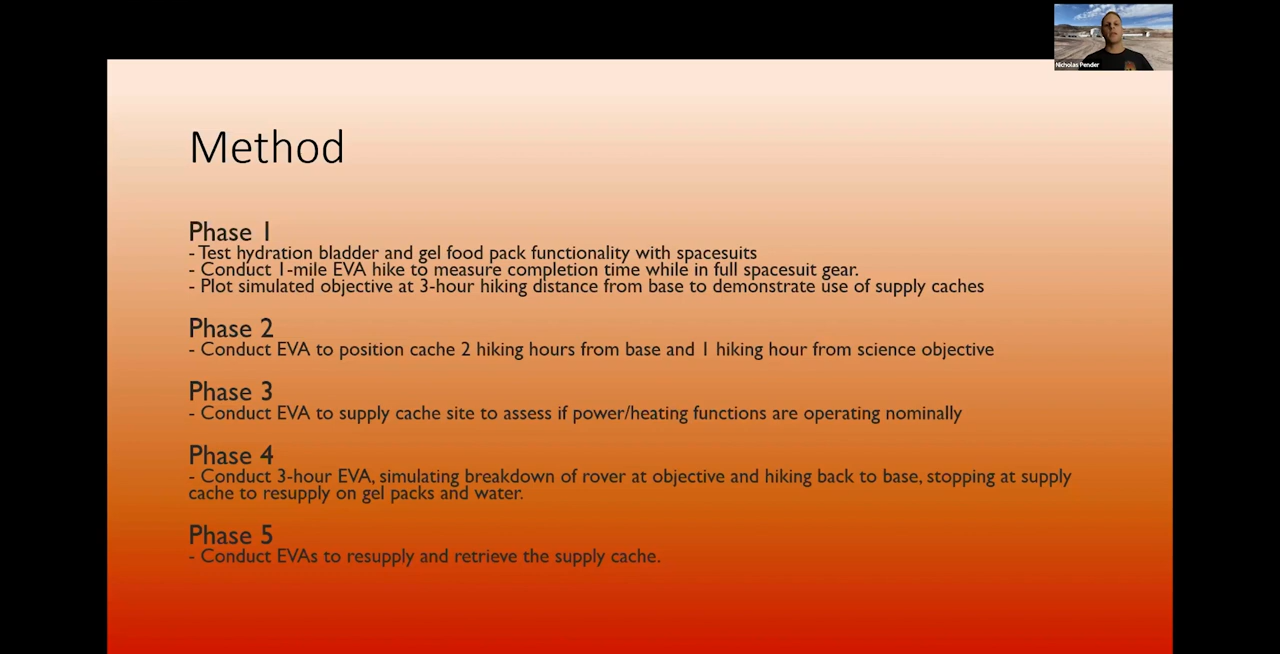 Nicholas Pender
Method
Phase 1
- Test hydration bladder and gel food pack functionality with spacesuits
- Conduct 1-mile EVA hike to measure completion time while in full spacesuit gear.
- Plot simulated objective at 3-hour hiking distance from base to demonstrate use of supply caches
Phase 2
- Conduct EVA to position cache 2 hiking hours from base and 1 hiking hour from science objective
Phase 3
- Conduct EVA to supply cache site to assess if power/heating functions are operating nominally
Phase 4
- Conduct 3-hour EVA, simulating breakdown of rover at objective and hiking back to base, stopping at supply
cache to resupply on gel packs and water.
Phase 5
- Conduct EVAs to resupply and retrieve the supply cache.